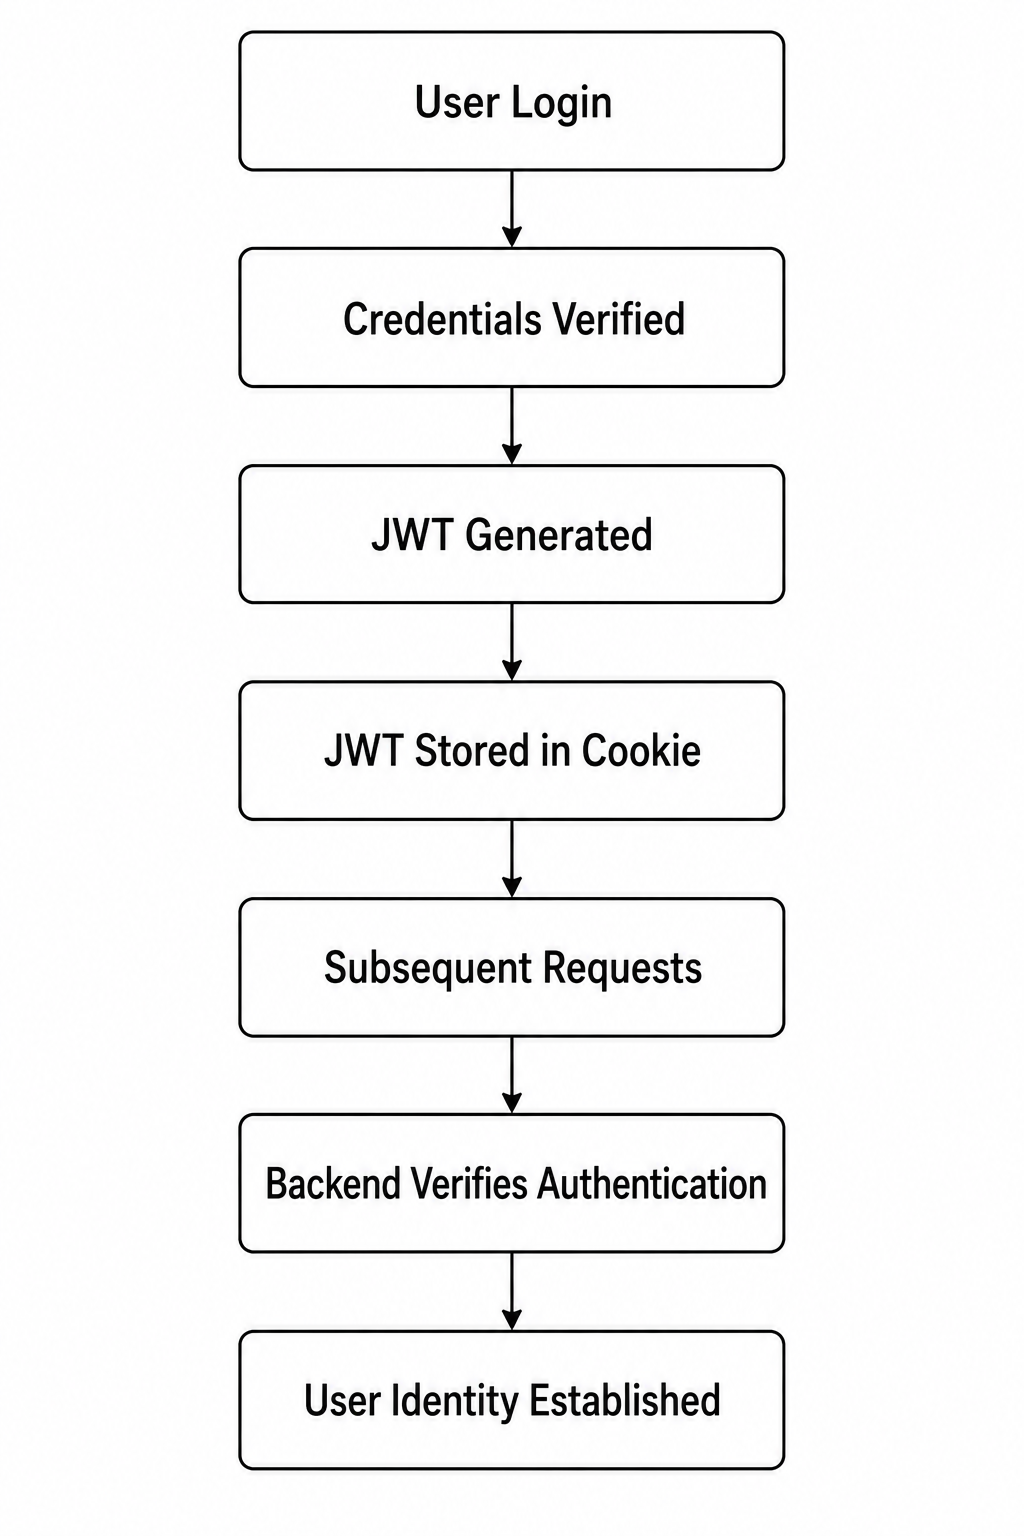 User Login
Credentials Verified
JWT Generated
JWT Stored in Cookie
Subsequent Requests
Backend Verifies Authentication
User Identity Established